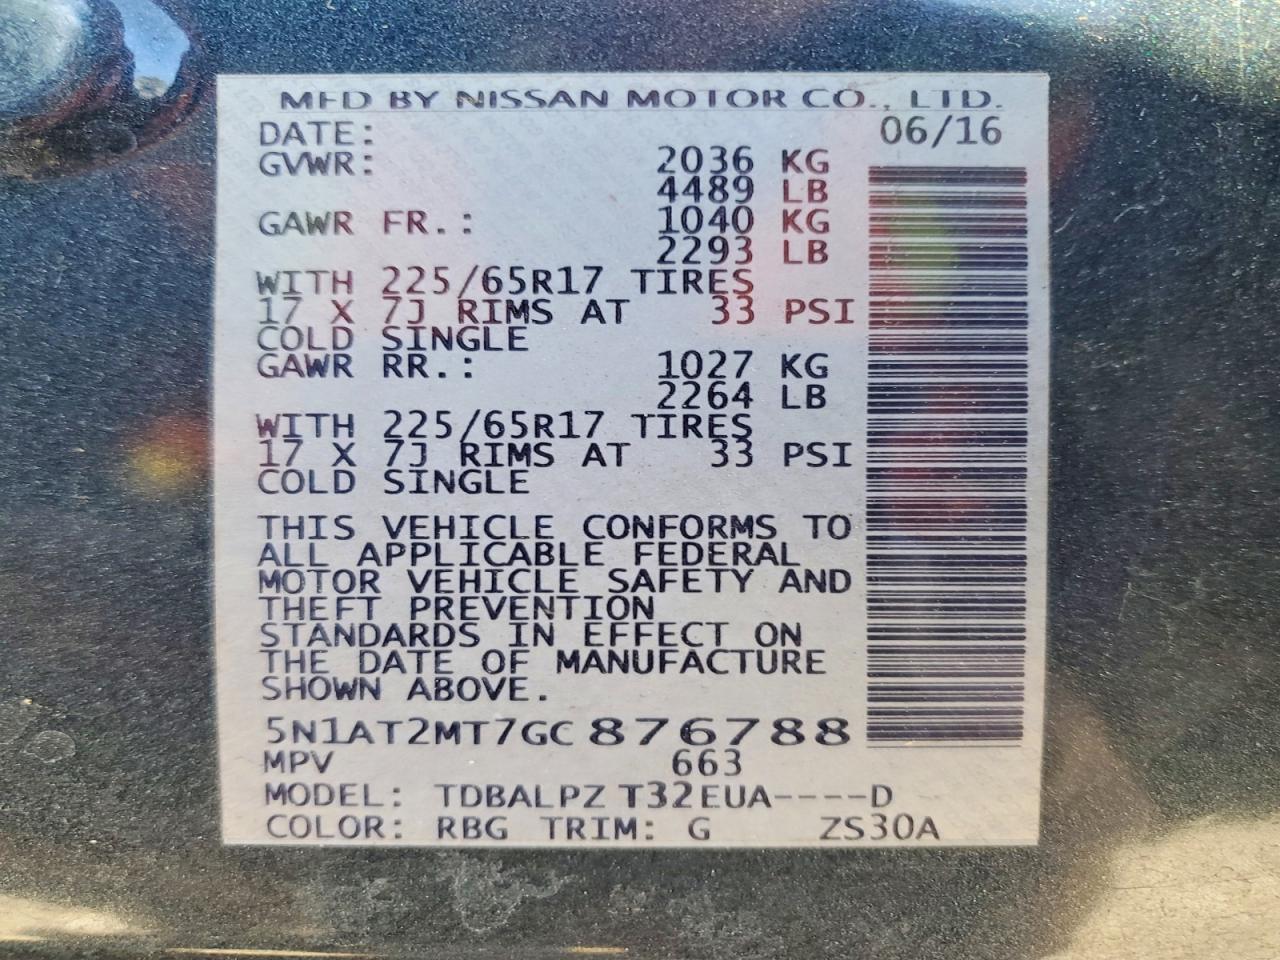 MFD BY NISSAN MOTOR CO., LTD.
DATE: 06/16
GVWR: 2036 KG
4489 LB
GAWR FR.: 1040 KG
2293 LB
WITH 225/65R17 TIRES
17 X 7J RIMS AT 33 PSI
COLD SINGLE
GAWR RR.: 1027 KG
2264 LB
WITH 225/65R17 TIRES
17 X 7J RIMS AT 33 PSI
COLD SINGLE
THIS VEHICLE CONFORMS TO
ALL APPLICABLE FEDERAL
MOTOR VEHICLE SAFETY AND
THEFT PREVENTION
STANDARDS IN EFFECT ON
THE DATE OF MANUFACTURE
SHOWN ABOVE.
5N1AT2MT7GC876788
MPV 663
MODEL: TDBALPZ T32EUA----D
COLOR: RBG TRIM: G ZS30A